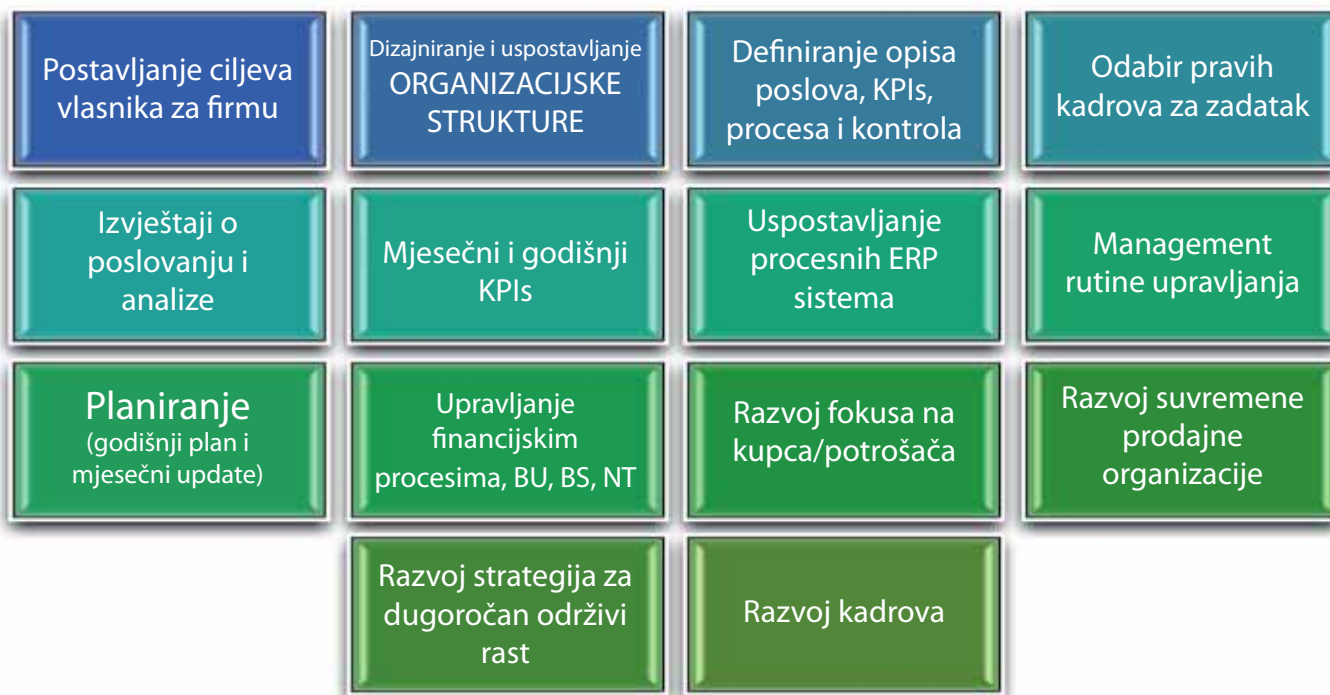 Postavljanje ciljeva
vlasnika za firmu
Dizajniranje i uspostavljanje
ORGANIZACIJSKE
STRUKTURE
Definiranje opisa
poslova, KPIs,
procesa i kontrola
Odabir pravih
kadrova za zadatak
Izvještaji o
poslovanju i
analize
Mjesečni i godišnji
KPIs
Uspostavljanje
procesnih ERP
sistema
Management
rutine upravljanja
Planiranje
(godišnji plan i
mjesečni update)
Upravljanje
financijskim
procesima, BU, BS, NT
Razvoj fokusa na
kupca/potrošača
Razvoj suvremene
prodajne
organizacije
Razvoj strategija za
dugoročan održivi
rast
Razvoj kadrova